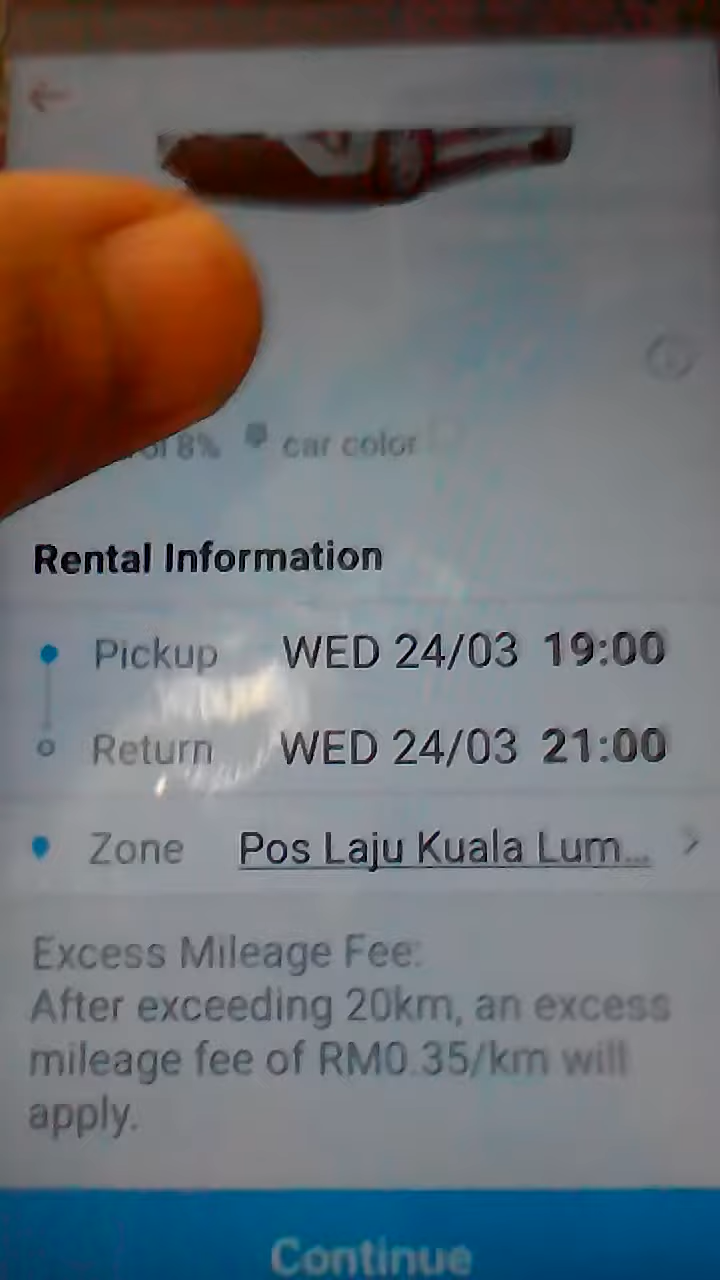 8% car color
Rental Information
Pickup WED 24/03 19:00
Return WED 24/03 21:00
Zone Pos Laju Kuala Lum...
Excess Mileage Fee:
After exceeding 20km, an excess
mileage fee of RM0.35/km will
apply.
Continue